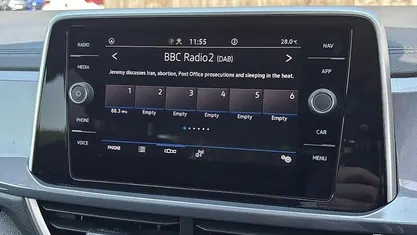 RADIO
MEDIA
PHONE
VOICE
11:55
28.0°C
BBC Radio2 (DAB)
Jeremy discusses Iran, abortion, Post Office prosecutions and sleeping in the heat.
1 2 3 4 5 6
88.3 MHz Empty Empty Empty Empty Empty
FM/DAB
NAV
APP
CAR
MENU